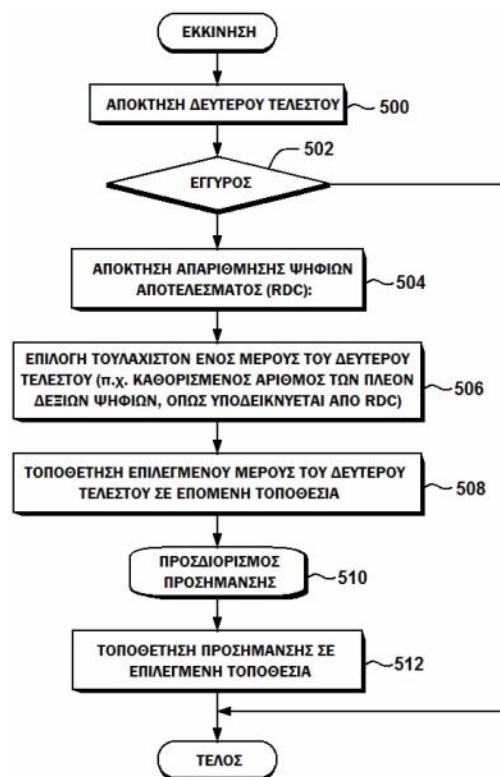 ΕΚΚΙΝΗΣΗ
ΑΠΟΚΤΗΣΗ ΔΕΥΤΕΡΟΥ ΤΕΛΕΣΤΟΥ
500
502
ΕΓΓΥΡΟΣ
ΑΠΟΚΤΗΣΗ ΑΠΑΡΙΘΜΗΣΗΣ ΨΗΦΙΩΝ
ΑΠΟΤΕΛΕΣΜΑΤΟΣ (RDC):
504
ΕΠΙΛΟΓΗ ΤΟΥΛΑΧΙΣΤΟΝ ΕΝΟΣ ΜΕΡΟΥΣ ΤΟΥ ΔΕΥΤΕΡΟΥ
ΤΕΛΕΣΤΟΥ (π.χ. ΚΑΘΟΡΙΣΜΕΝΟΣ ΑΡΙΘΜΟΣ ΤΩΝ ΠΛΕΟΝ
ΔΕΞΙΩΝ ΨΗΦΙΩΝ, ΟΠΩΣ ΥΠΟΔΕΙΚΝΥΕΤΑΙ ΑΠΟ RDC)
506
ΤΟΠΟΘΕΤΗΣΗ ΕΠΙΛΕΓΜΕΝΟΥ ΜΕΡΟΥΣ ΤΟΥ ΔΕΥΤΕΡΟΥ
ΤΕΛΕΣΤΟΥ ΣΕ ΕΠΟΜΕΝΗ ΤΟΠΟΘΕΣΙΑ
508
ΠΡΟΣΔΙΟΡΙΣΜΟΣ
ΠΡΟΣΗΜΑΝΣΗΣ
510
ΤΟΠΟΘΕΤΗΣΗ ΠΡΟΣΗΜΑΝΣΗΣ ΣΕ
ΕΠΙΛΕΓΜΕΝΗ ΤΟΠΟΘΕΣΙΑ
512
ΤΕΛΟΣ